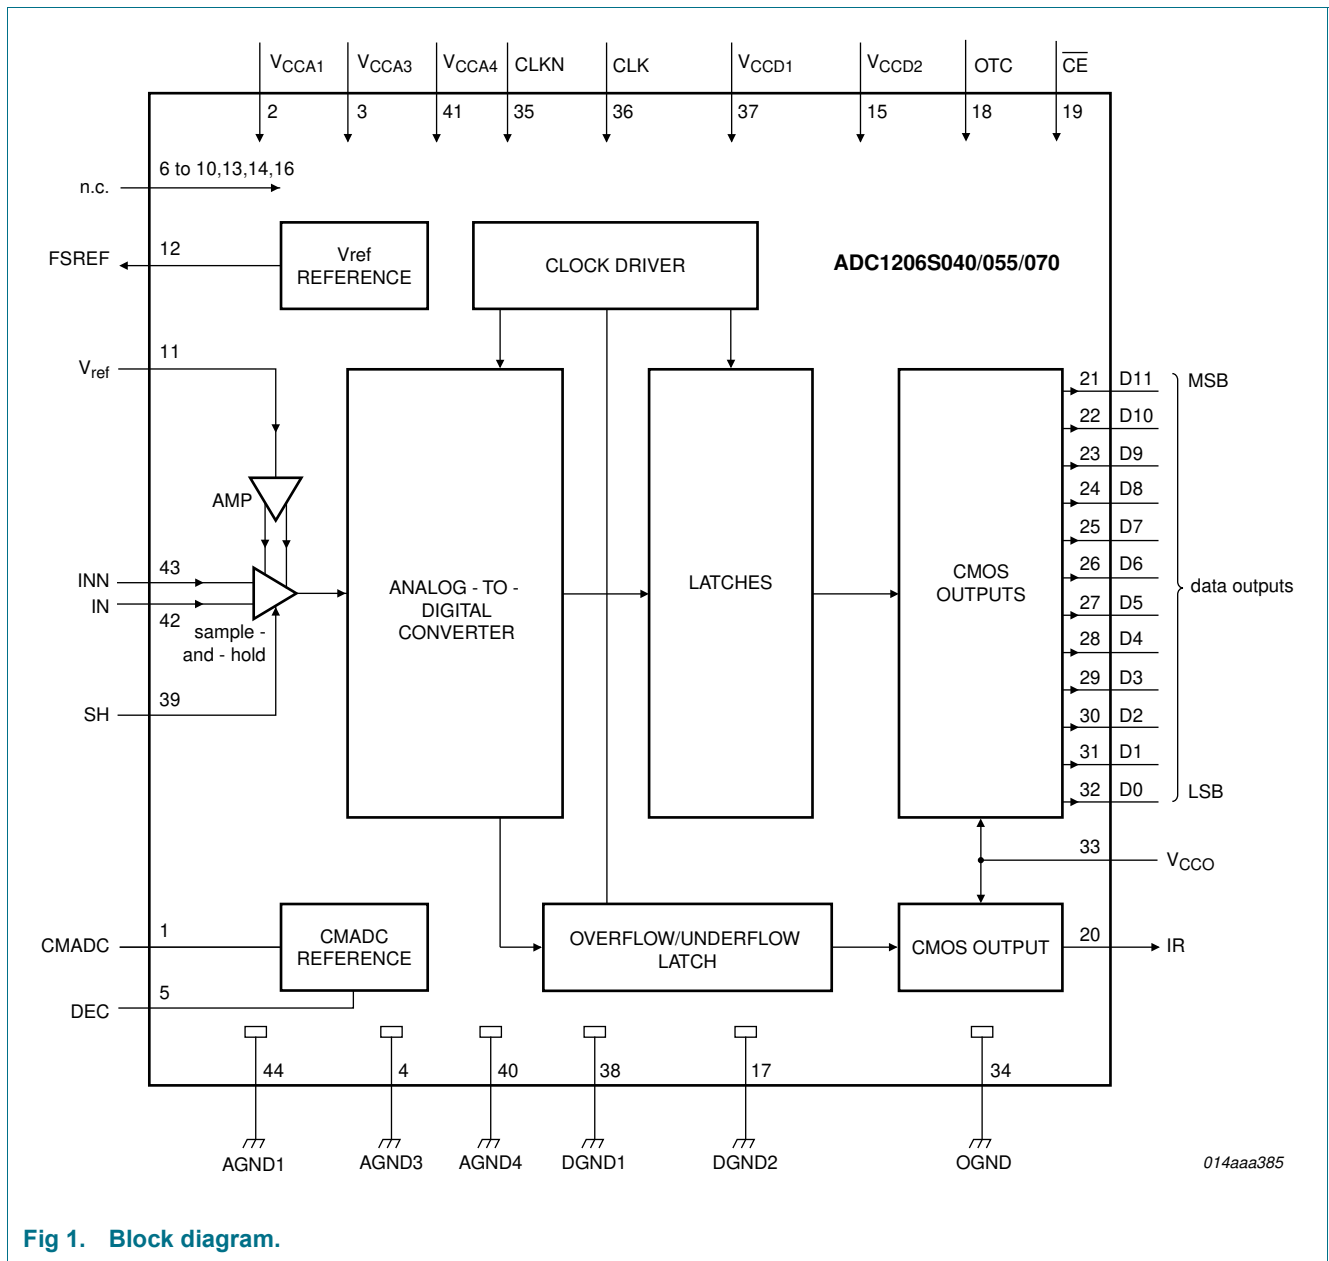 VCCA1 VCCA3 VCCA4 CLKN CLK VCCD1 VCCD2 OTC CE
2 3 41 35 36 37 15 18 19
6 to 10,13,14,16
n.c.
12
FSREF
Vref
REFERENCE
CLOCK DRIVER
ADC1206S040/055/070
11
Vref
21 D11 MSB
22 D10
23 D9
24 D8
25 D7
26 D6
27 D5
28 D4
29 D3
30 D2
31 D1
32 D0 LSB
data outputs
AMP
43
INN
IN
42
sample -
and - hold
ANALOG - TO -
DIGITAL
CONVERTER
LATCHES
CMOS
OUTPUTS
39
SH
33
VCCO
1
CMADC
CMADC
REFERENCE
OVERFLOW/UNDERFLOW
LATCH
CMOS OUTPUT
20
IR
5
DEC
44 4 40 38 17 34
AGND1 AGND3 AGND4 DGND1 DGND2 OGND
014aaa385
Fig 1. Block diagram.